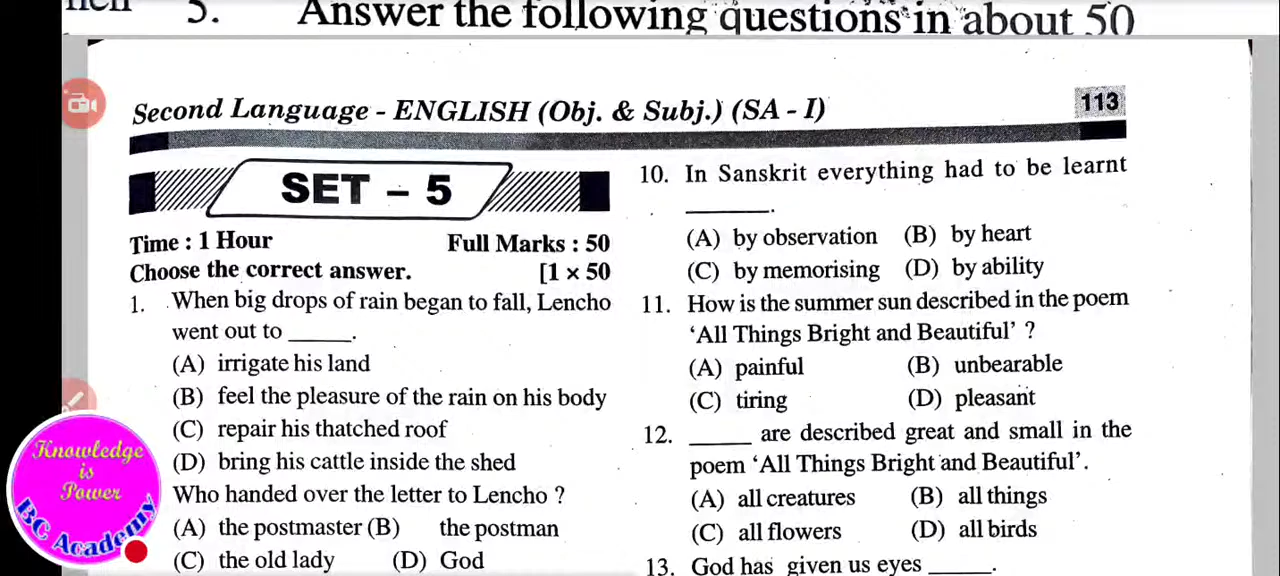 5. Answer the following questions in about 50
Second Language - ENGLISH (Obj. & Subj.) (SA - I)
113
SET – 5
Time : 1 Hour Full Marks : 50
Choose the correct answer. [1 × 50
1. When big drops of rain began to fall, Lencho
went out to _____.
(A) irrigate his land
(B) feel the pleasure of the rain on his body
(C) repair his thatched roof
(D) bring his cattle inside the shed
Who handed over the letter to Lencho ?
(A) the postmaster (B) the postman
(C) the old lady (D) God
10. In Sanskrit everything had to be learnt
_______.
(A) by observation (B) by heart
(C) by memorising (D) by ability
11. How is the summer sun described in the poem
‘All Things Bright and Beautiful’ ?
(A) painful (B) unbearable
(C) tiring (D) pleasant
12. _____ are described great and small in the
poem ‘All Things Bright and Beautiful’.
(A) all creatures (B) all things
(C) all flowers (D) all birds
13. God has given us eyes _____.
Knowledge
is
Power
BC Academy